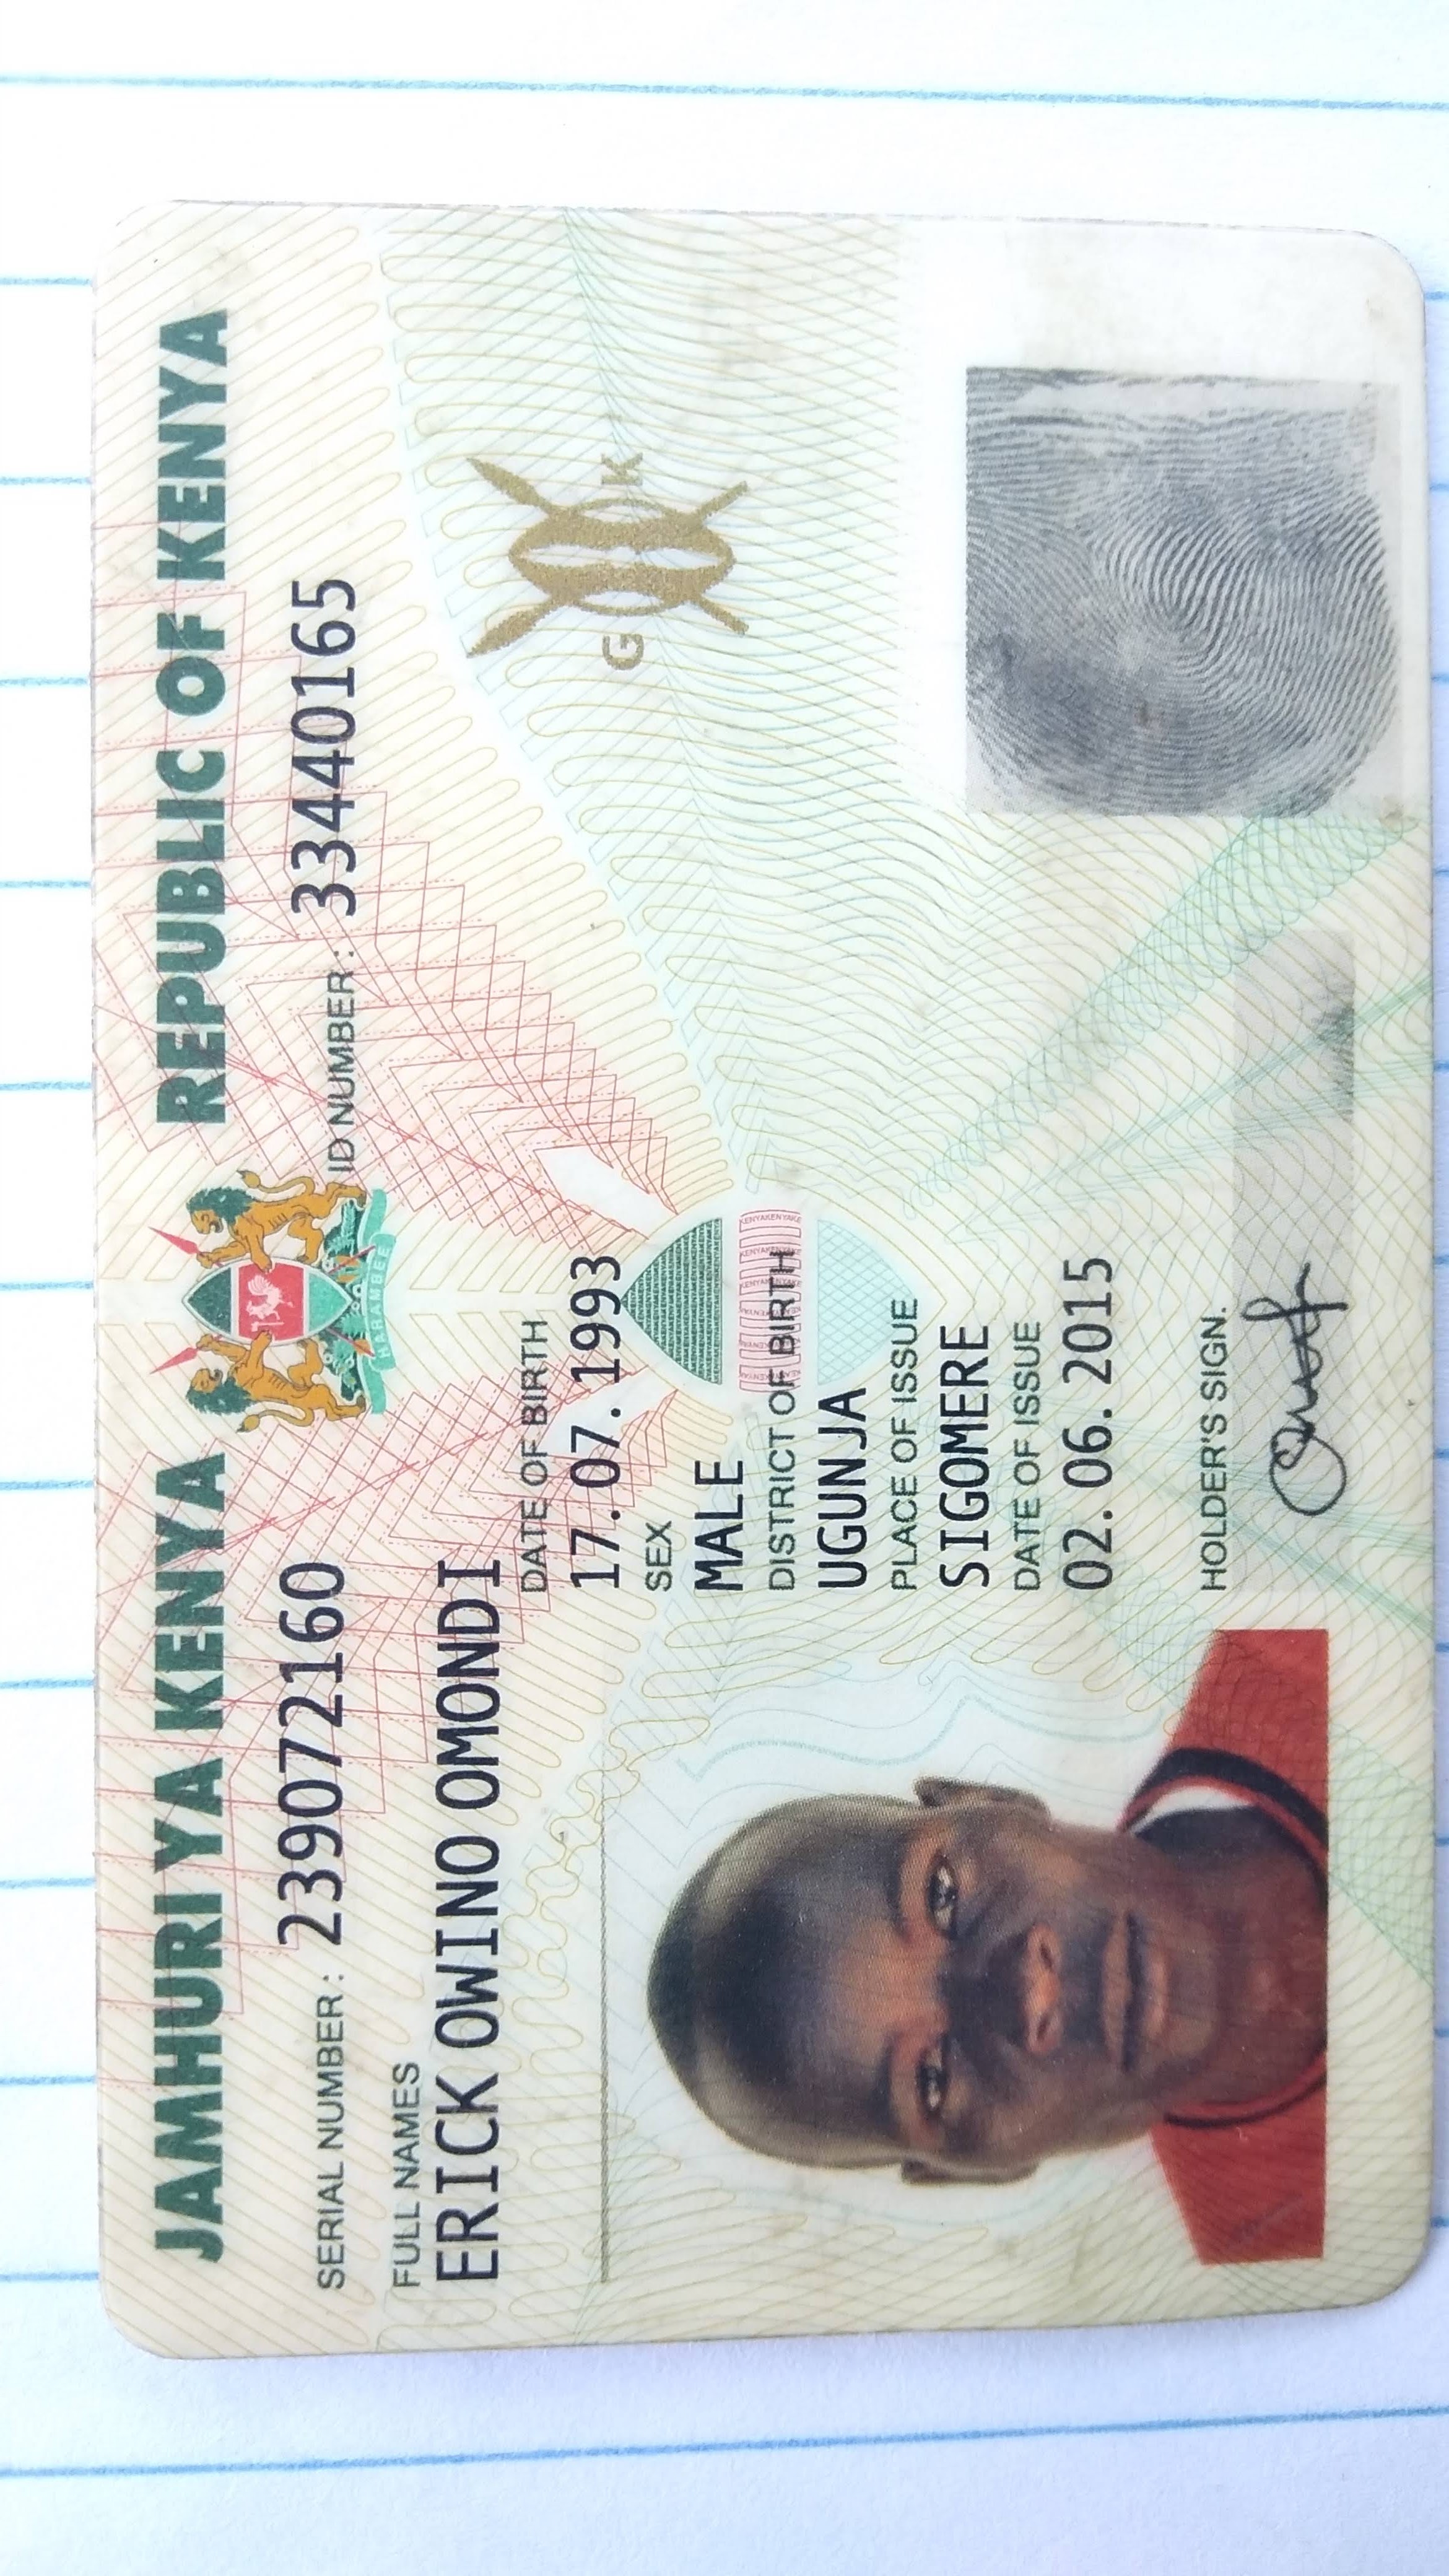 JAMHURI YA KENYA REPUBLIC OF KENYA
HARAMBEE
SERIAL NUMBER: 239072160 ID NUMBER: 33440165
FULL NAMES
ERICK OWINO OMONDI
DATE OF BIRTH
17.07.1993
SEX
MALE
DISTRICT OF BIRTH
UGUNJA
PLACE OF ISSUE
SIGOMERE
DATE OF ISSUE
02.06.2015
HOLDER'S SIGN.
G K